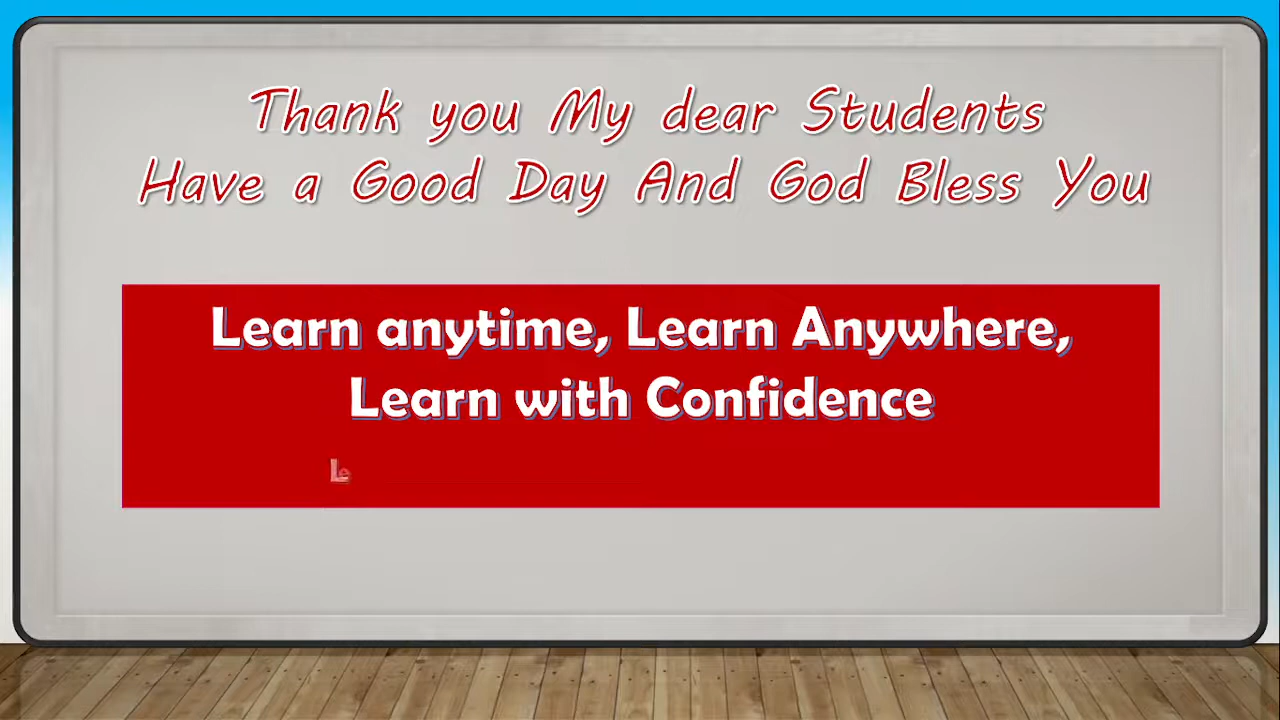 Thank you My dear Students
Have a Good Day And God Bless You
Learn anytime, Learn Anywhere,
Learn with Confidence
Le